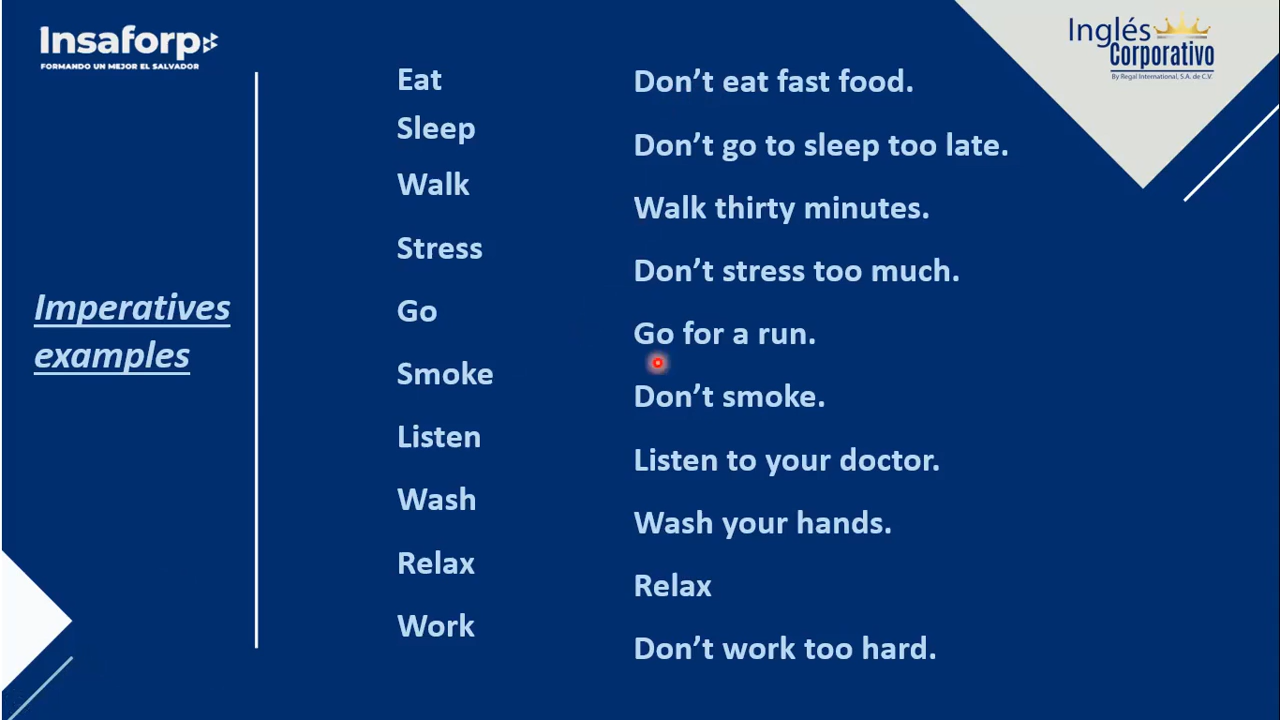 Insaforp
FORMANDO UN MEJOR EL SALVADOR
Inglés
Corporativo
By Regal International, S.A. de C.V.
Imperatives
examples
Eat
Sleep
Walk
Stress
Go
Smoke
Listen
Wash
Relax
Work
Don’t eat fast food.
Don’t go to sleep too late.
Walk thirty minutes.
Don’t stress too much.
Go for a run.
Don’t smoke.
Listen to your doctor.
Wash your hands.
Relax
Don’t work too hard.